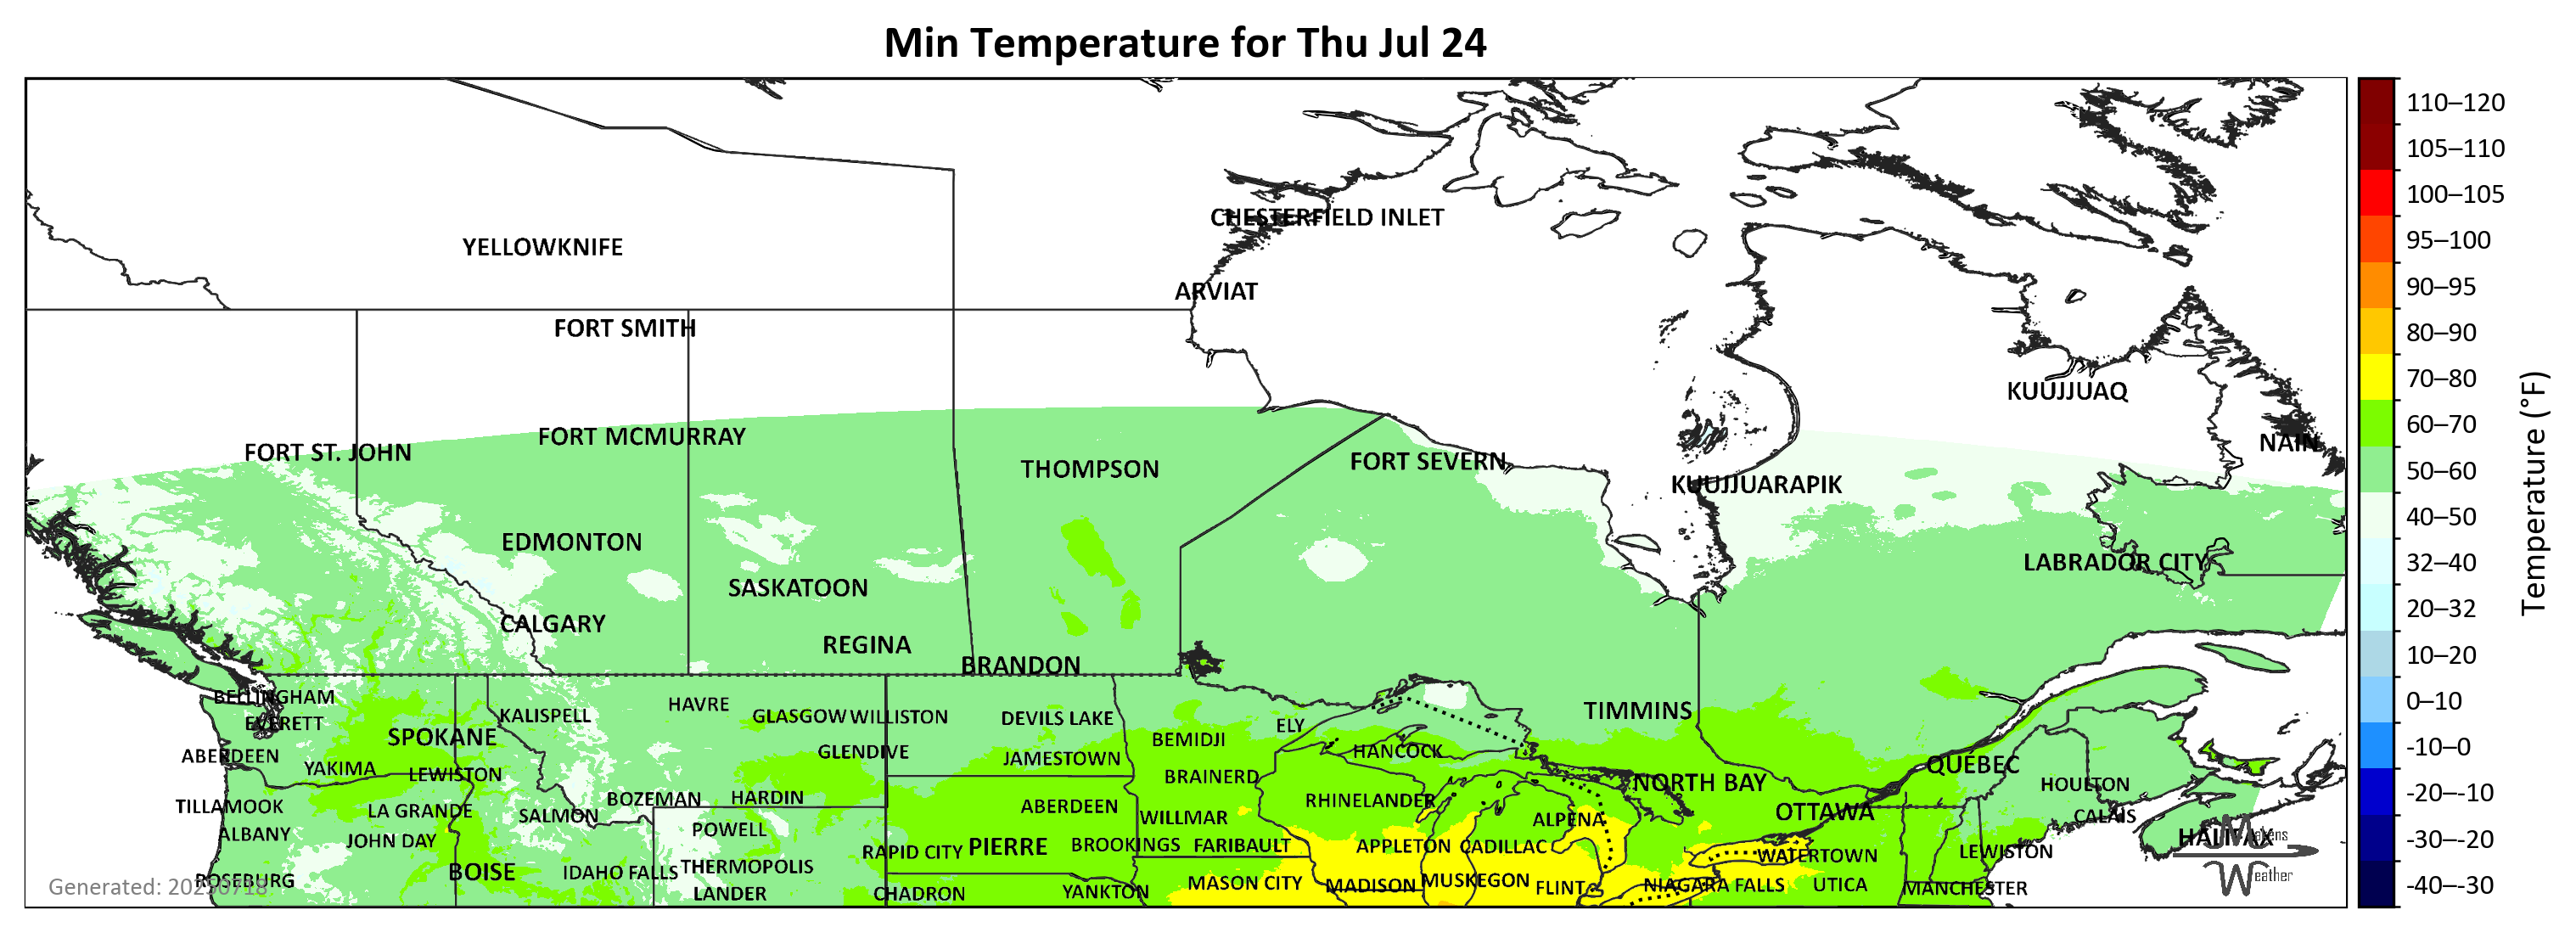 Min Temperature for Thu Jul 24
CHESTERFIELD INLET
YELLOWKNIFE
ARVIAT
FORT SMITH
KUUJJUAQ
FORT MCMURRAY
NAIN
FORT ST. JOHN
FORT SEVERN
THOMPSON
KUUJJUARAPIK
EDMONTON
LABRADOR CITY
SASKATOON
CALGARY
REGINA
BRANDON
BELLINGHAM
HAVRE
TIMMINS
KALISPELL
GLASGOW WILLISTON
DEVILS LAKE
EVERETT
ELY
SPOKANE
BEMIDJI
GLENDIVE
HANCOCK
ABERDEEN
JAMESTOWN
QUÉBEC
YAKIMA
LEWISTON
BRAINERD
NORTH BAY
HOULTON
BOZEMAN
HARDIN
RHINELANDER
TILLAMOOK
ABERDEEN
LA GRANDE
SALMON
WILLMAR
OTTAWA
CALAIS
ALPENA
POWELL
ALBANY
HALIFAX
JOHN DAY
BROOKINGS
FARIBAULT
APPLETON
CADILLAC
PIERRE
RAPID CITY
LEWISTON
WATERTOWN
THERMOPOLIS
BOISE
IDAHO FALLS
ROSEBURG
MUSKEGON
MASON CITY
MADISON
FLINT
NIAGARA FALLS
UTICA
MANCHESTER
LANDER
CHADRON
YANKTON
Generated: 20250718
Makens
Weather
110–120
105–110
100–105
95–100
90–95
80–90
70–80
60–70
50–60
40–50
32–40
20–32
10–20
0–10
-10–0
-20–-10
-30–-20
-40–-30
Temperature (°F)